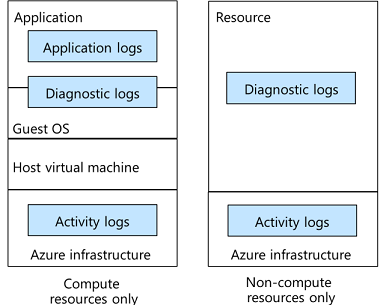 Application
Application logs
Diagnostic logs
Guest OS
Host virtual machine
Activity logs
Azure infrastructure
Compute
resources only
Resource
Diagnostic logs
Activity logs
Azure infrastructure
Non-compute
resources only